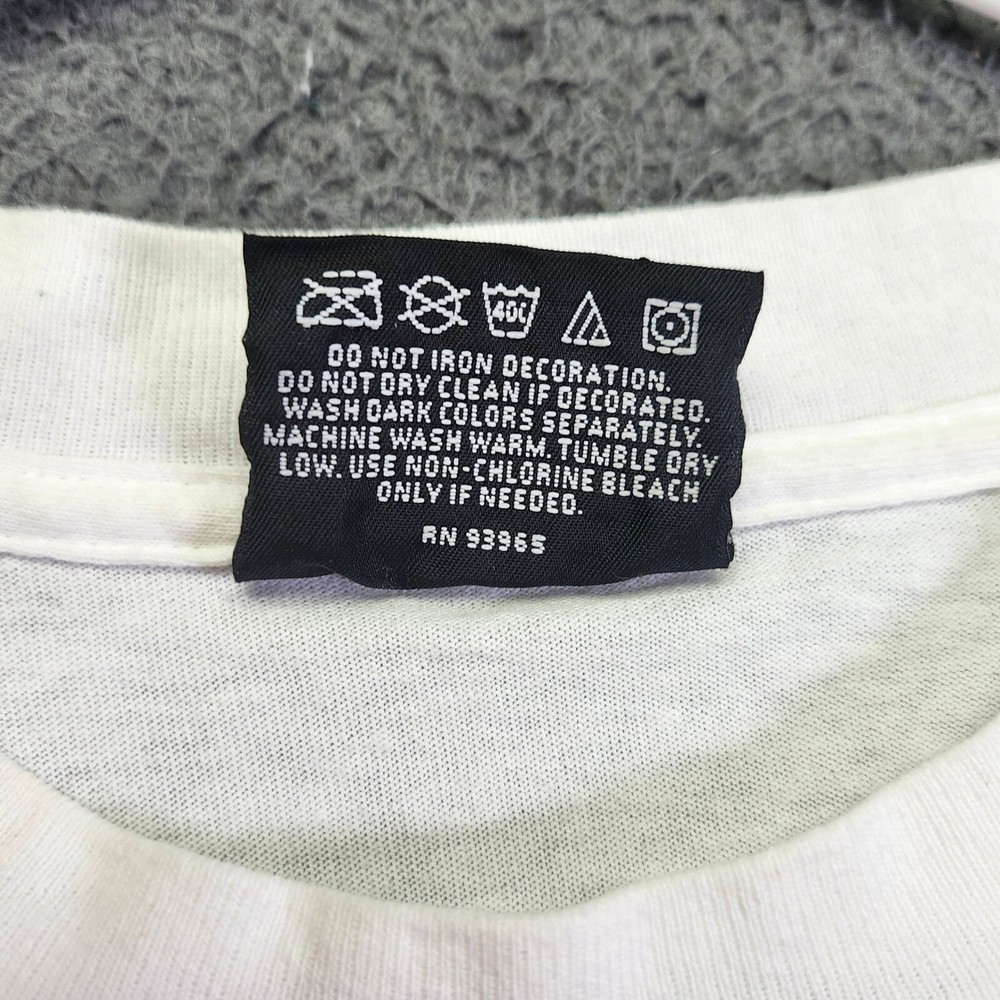 40C
DO NOT IRON DECORATION.
DO NOT DRY CLEAN IF DECORATED.
WASH DARK COLORS SEPARATELY.
MACHINE WASH WARM. TUMBLE DRY
LOW. USE NON-CHLORINE BLEACH
ONLY IF NEEDED.
RN 93965